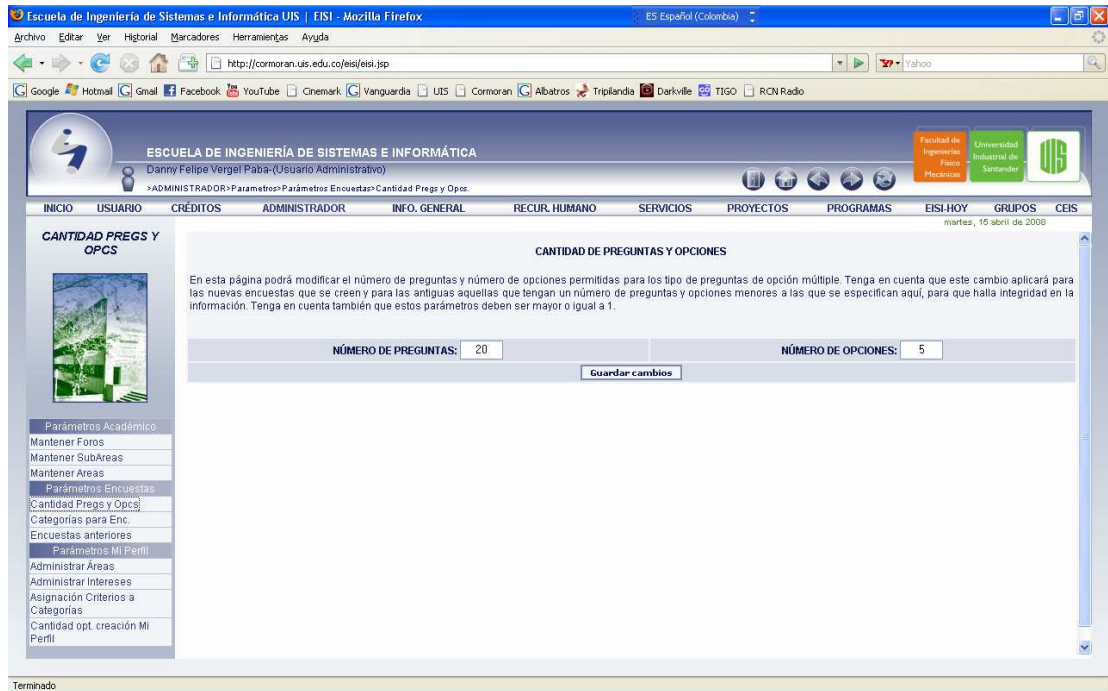 Escuela de Ingeniería de Sistemas e Informática UIS | EISI - Mozilla Firefox
ES Español (Colombia)
Archivo Editar Ver Historial Marcadores Herramientas Ayuda
http://cormoran.uis.edu.co/eisi/eisi.jsp
Yahoo
Google Hotmail Gmail Facebook YouTube Cinemark Vanguardia UIS Cormoran Albatros Tripilandia Darkville TIGO RCN Radio
ESCUELA DE INGENIERÍA DE SISTEMAS E INFORMÁTICA
Danny Felipe Vergel Paba-(Usuario Administrativo)
>ADMINISTRADOR>Parametros>Parámetros Encuestas>Cantidad Pregs y Opcs.
Facultad de
Ingenierías
Físico
Mecánicas
Universidad
Industrial de
Santander
UIS
INICIO USUARIO CRÉDITOS ADMINISTRADOR INFO. GENERAL RECUR. HUMANO SERVICIOS PROYECTOS PROGRAMAS EISI-HOY GRUPOS CEIS
martes, 15 abril de 2008
CANTIDAD PREGS Y
OPCS
CANTIDAD DE PREGUNTAS Y OPCIONES
En esta página podrá modificar el número de preguntas y número de opciones permitidas para los tipo de preguntas de opción múltiple. Tenga en cuenta que este cambio aplicará para
las nuevas encuestas que se creen y para las antiguas aquellas que tengan un número de preguntas y opciones menores a las que se especifican aquí, para que halla integridad en la
información. Tenga en cuenta también que estos parámetros deben ser mayor o igual a 1.
NÚMERO DE PREGUNTAS: 20 NÚMERO DE OPCIONES: 5
Guardar cambios
Parámetros Académico
Mantener Foros
Mantener SubAreas
Mantener Areas
Parámetros Encuestas
Cantidad Pregs y Opcs
Categorías para Enc.
Encuestas anteriores
Parámetros Mi Perfil
Administrar Áreas
Administrar Intereses
Asignación Criterios a
Categorías
Cantidad opt. creación Mi
Perfil
Terminado